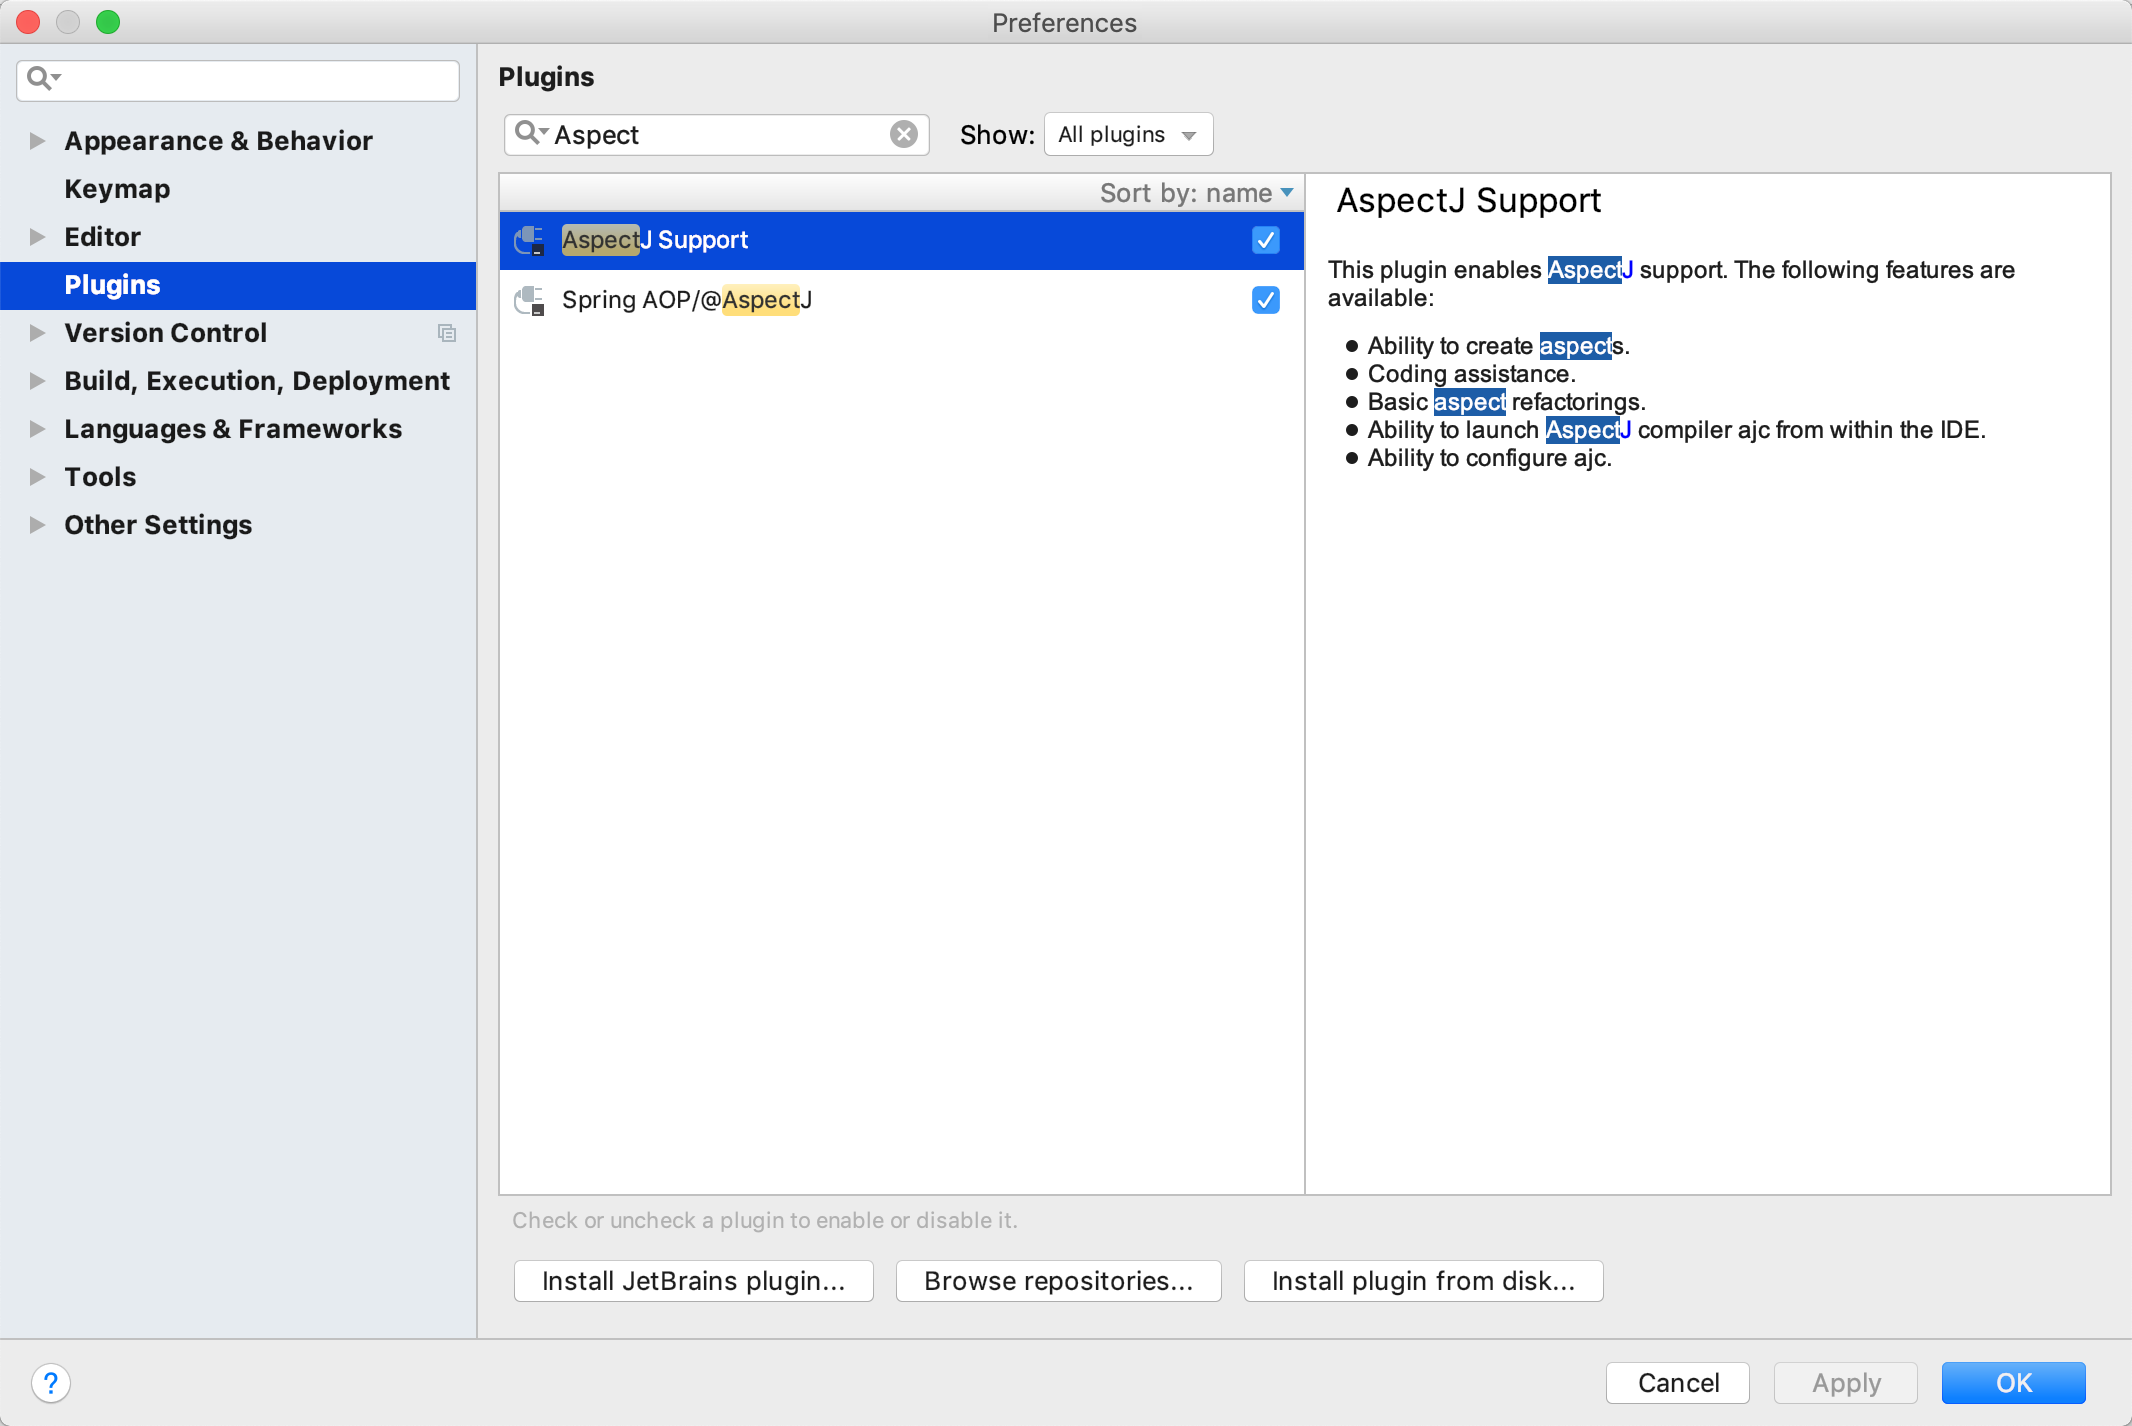 Preferences
Appearance & Behavior
Keymap
Editor
Plugins
Version Control
Build, Execution, Deployment
Languages & Frameworks
Tools
Other Settings
Plugins
Aspect
Show: All plugins
Sort by: name
AspectJ Support
Spring AOP/@AspectJ
AspectJ Support
This plugin enables AspectJ support. The following features are
available:
● Ability to create aspects.
● Coding assistance.
● Basic aspect refactorings.
● Ability to launch AspectJ compiler ajc from within the IDE.
● Ability to configure ajc.
Check or uncheck a plugin to enable or disable it.
Install JetBrains plugin... Browse repositories... Install plugin from disk...
? Cancel Apply OK